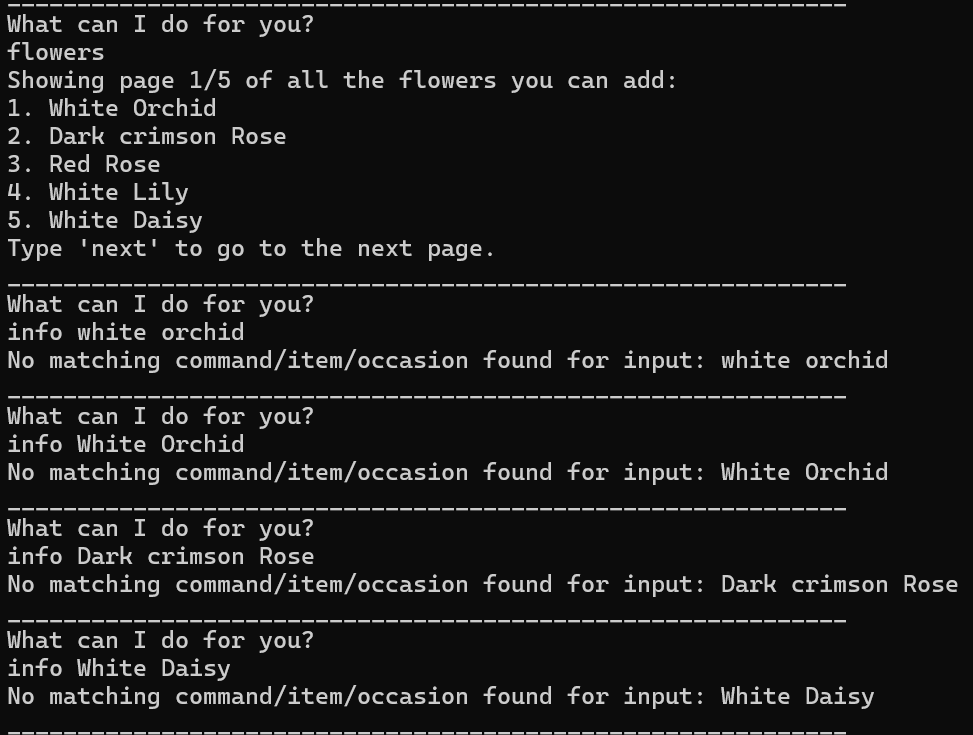 ____________________________________________________________
What can I do for you?
flowers
Showing page 1/5 of all the flowers you can add:
1. White Orchid
2. Dark crimson Rose
3. Red Rose
4. White Lily
5. White Daisy
Type 'next' to go to the next page.
____________________________________________________________
What can I do for you?
info white orchid
No matching command/item/occasion found for input: white orchid
____________________________________________________________
What can I do for you?
info White Orchid
No matching command/item/occasion found for input: White Orchid
____________________________________________________________
What can I do for you?
info Dark crimson Rose
No matching command/item/occasion found for input: Dark crimson Rose
____________________________________________________________
What can I do for you?
info White Daisy
No matching command/item/occasion found for input: White Daisy
____________________________________________________________